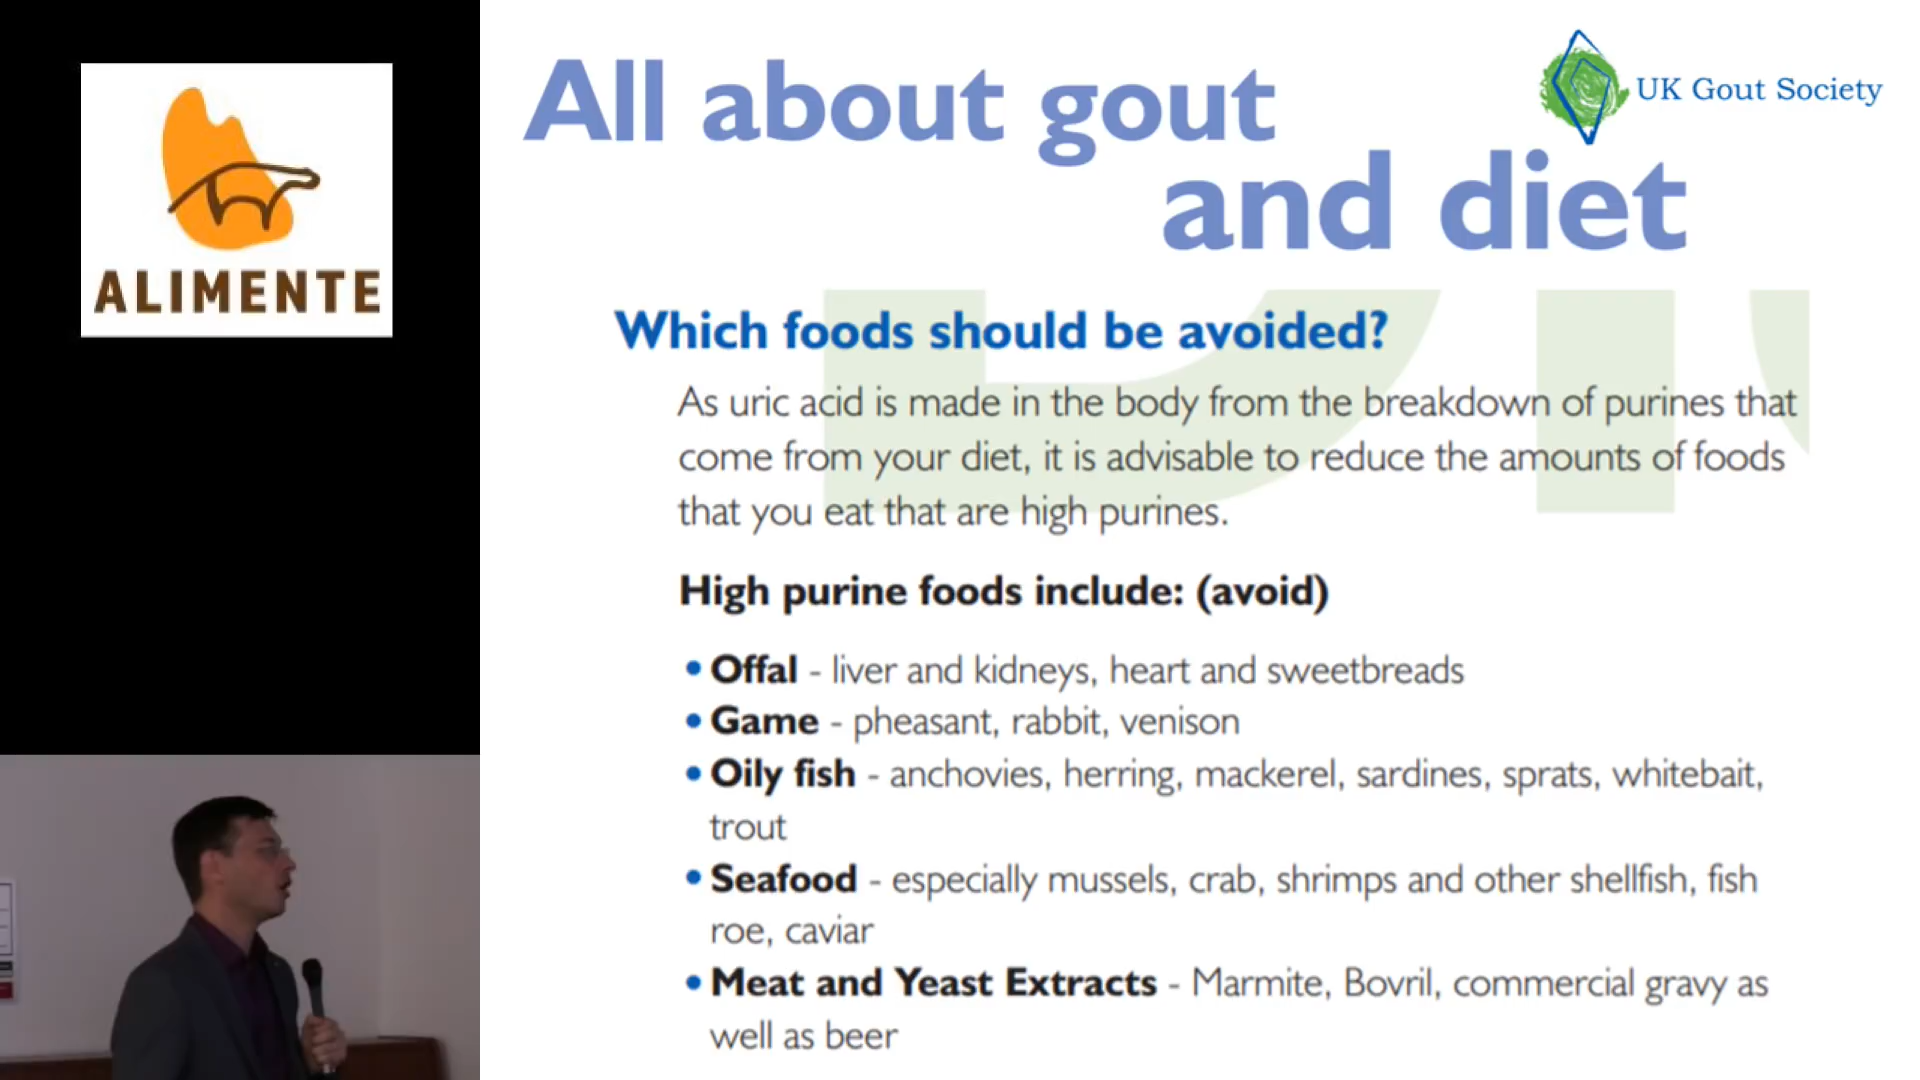 ALIMENTE
All about gout
and diet
UK Gout Society
Which foods should be avoided?
As uric acid is made in the body from the breakdown of purines that
come from your diet, it is advisable to reduce the amounts of foods
that you eat that are high purines.
High purine foods include: (avoid)
• Offal - liver and kidneys, heart and sweetbreads
• Game - pheasant, rabbit, venison
• Oily fish - anchovies, herring, mackerel, sardines, sprats, whitebait,
trout
• Seafood - especially mussels, crab, shrimps and other shellfish, fish
roe, caviar
• Meat and Yeast Extracts - Marmite, Bovril, commercial gravy as
well as beer